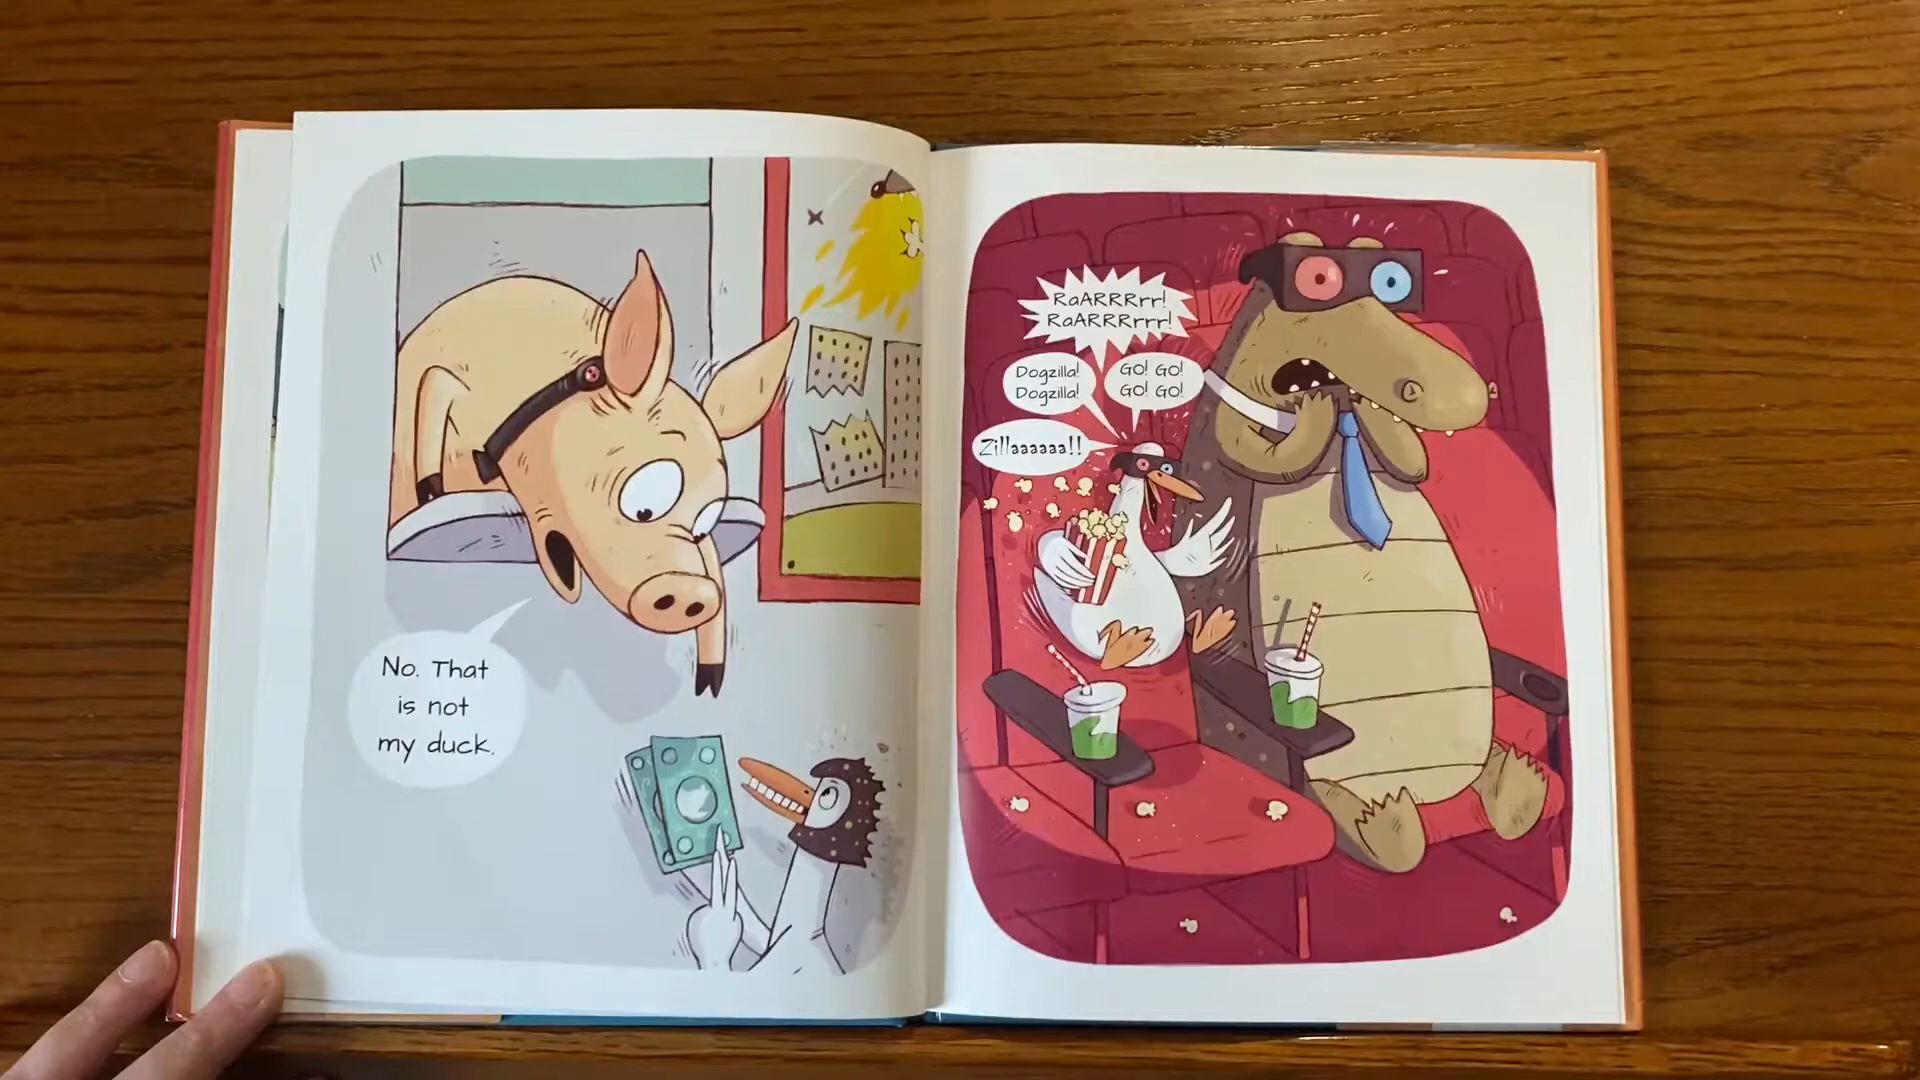 No. That
is not
my duck.
RaARRRrr!
RaARRRrrr!
Dogzilla!
Dogzilla!
GO! GO!
GO! GO!
Zillaaaaaa!!